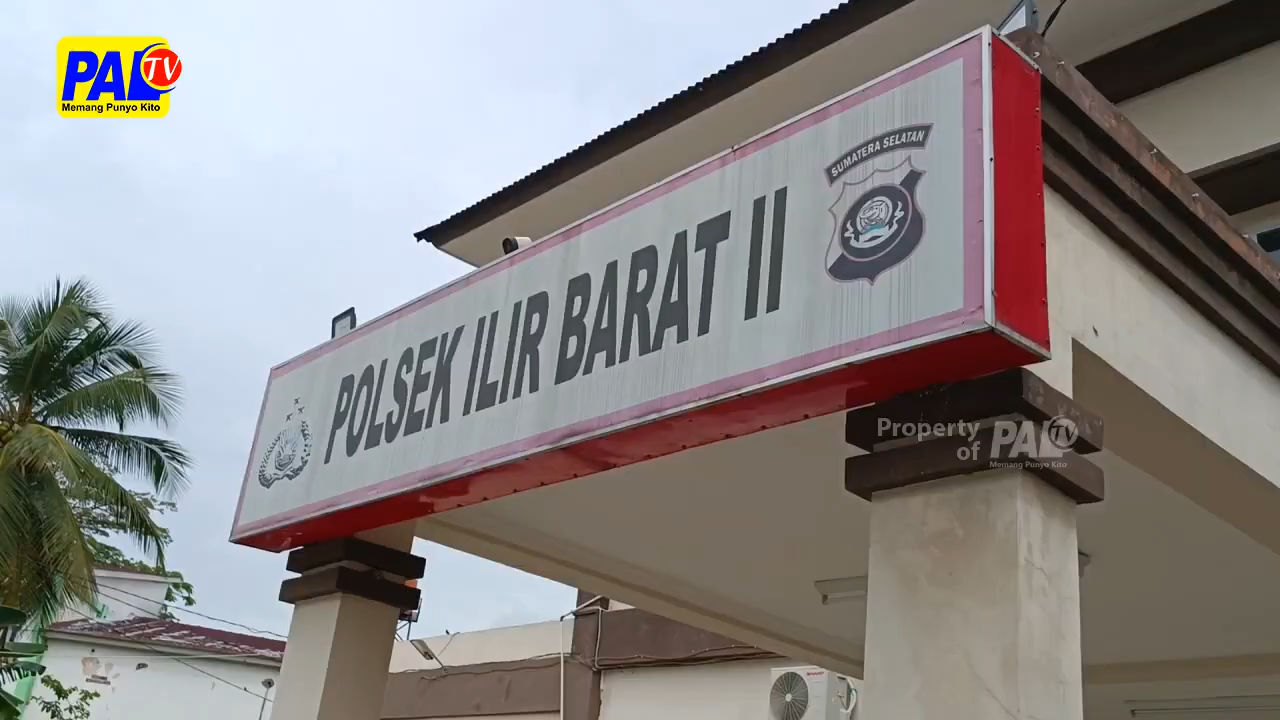 PAL TV
Memang Punyo Kito
SUMATERA SELATAN
POLSEK ILIR BARAT II
Property
of PAL TV
Memang Punyo Kito